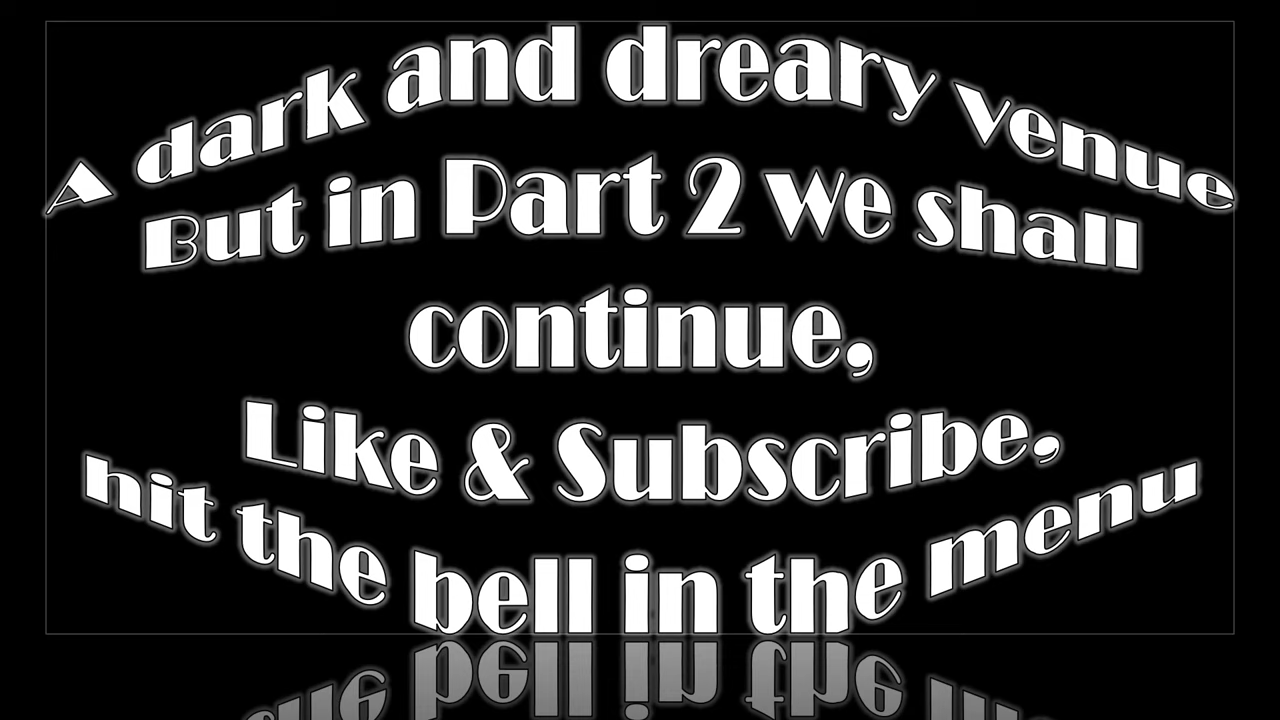 A dark and dreary venue
But in Part 2 we shall
continue,
Like & Subscribe,
hit the bell in the menu